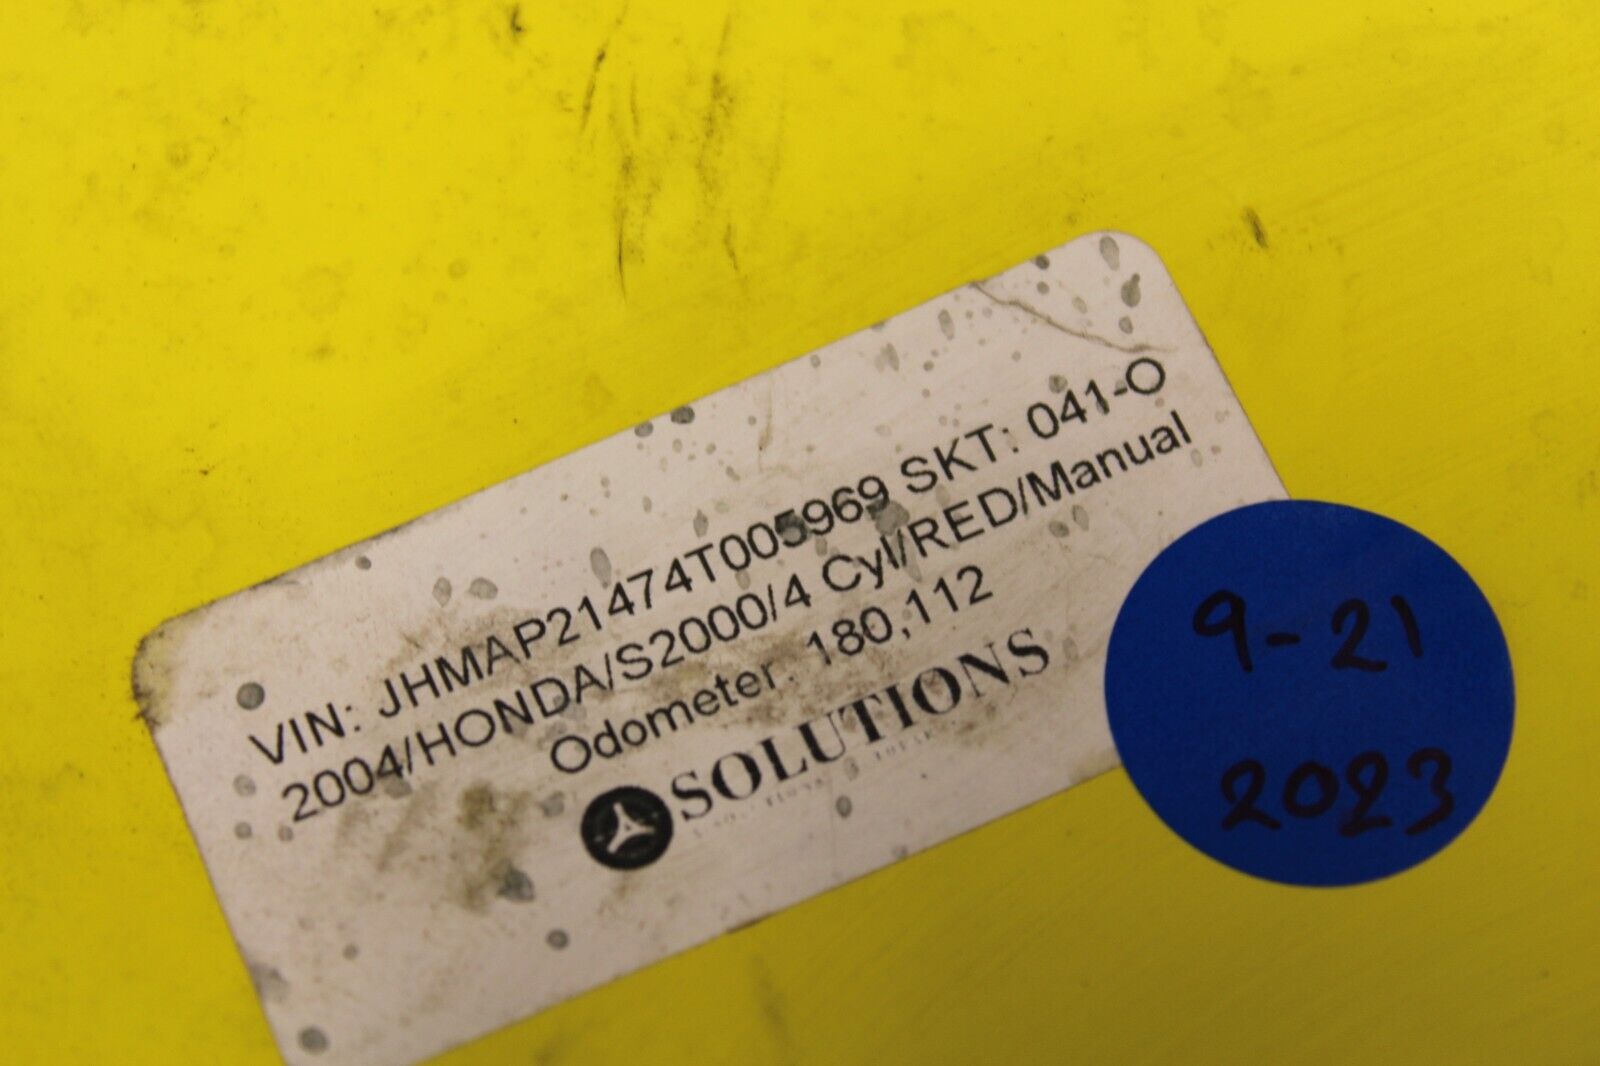 VIN: JHMAP21474T005969 SKT: 041-O
2004/HONDA/S2000/4 Cyl/RED/Manual
Odometer: 180,112
SOLUTIONS
9-21
2023